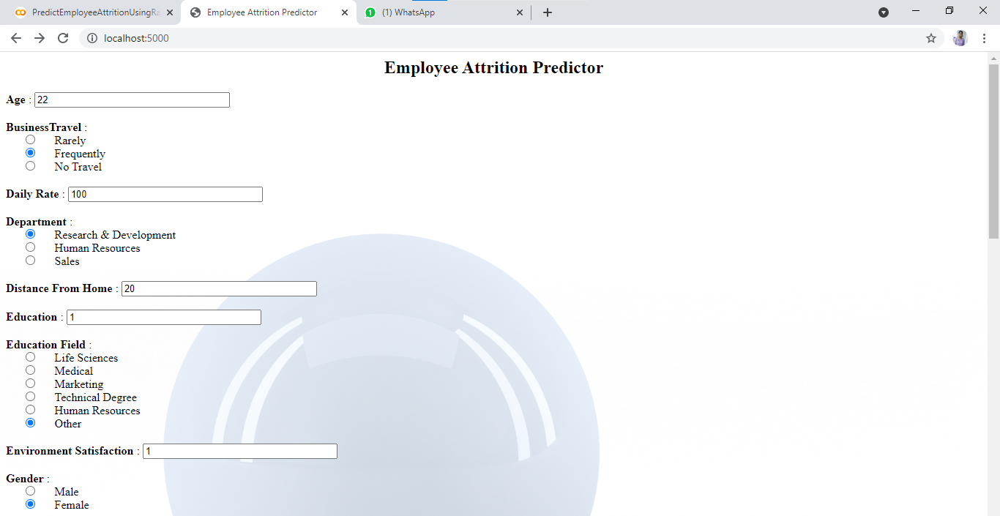 PredictEmployeeAttritionUsingRa
Employee Attrition Predictor
(1) WhatsApp
localhost:5000
Employee Attrition Predictor
Age : 22
BusinessTravel :
Rarely
Frequently
No Travel
Daily Rate : 100
Department :
Research & Development
Human Resources
Sales
Distance From Home : 20
Education : 1
Education Field :
Life Sciences
Medical
Marketing
Technical Degree
Human Resources
Other
Environment Satisfaction : 1
Gender :
Male
Female